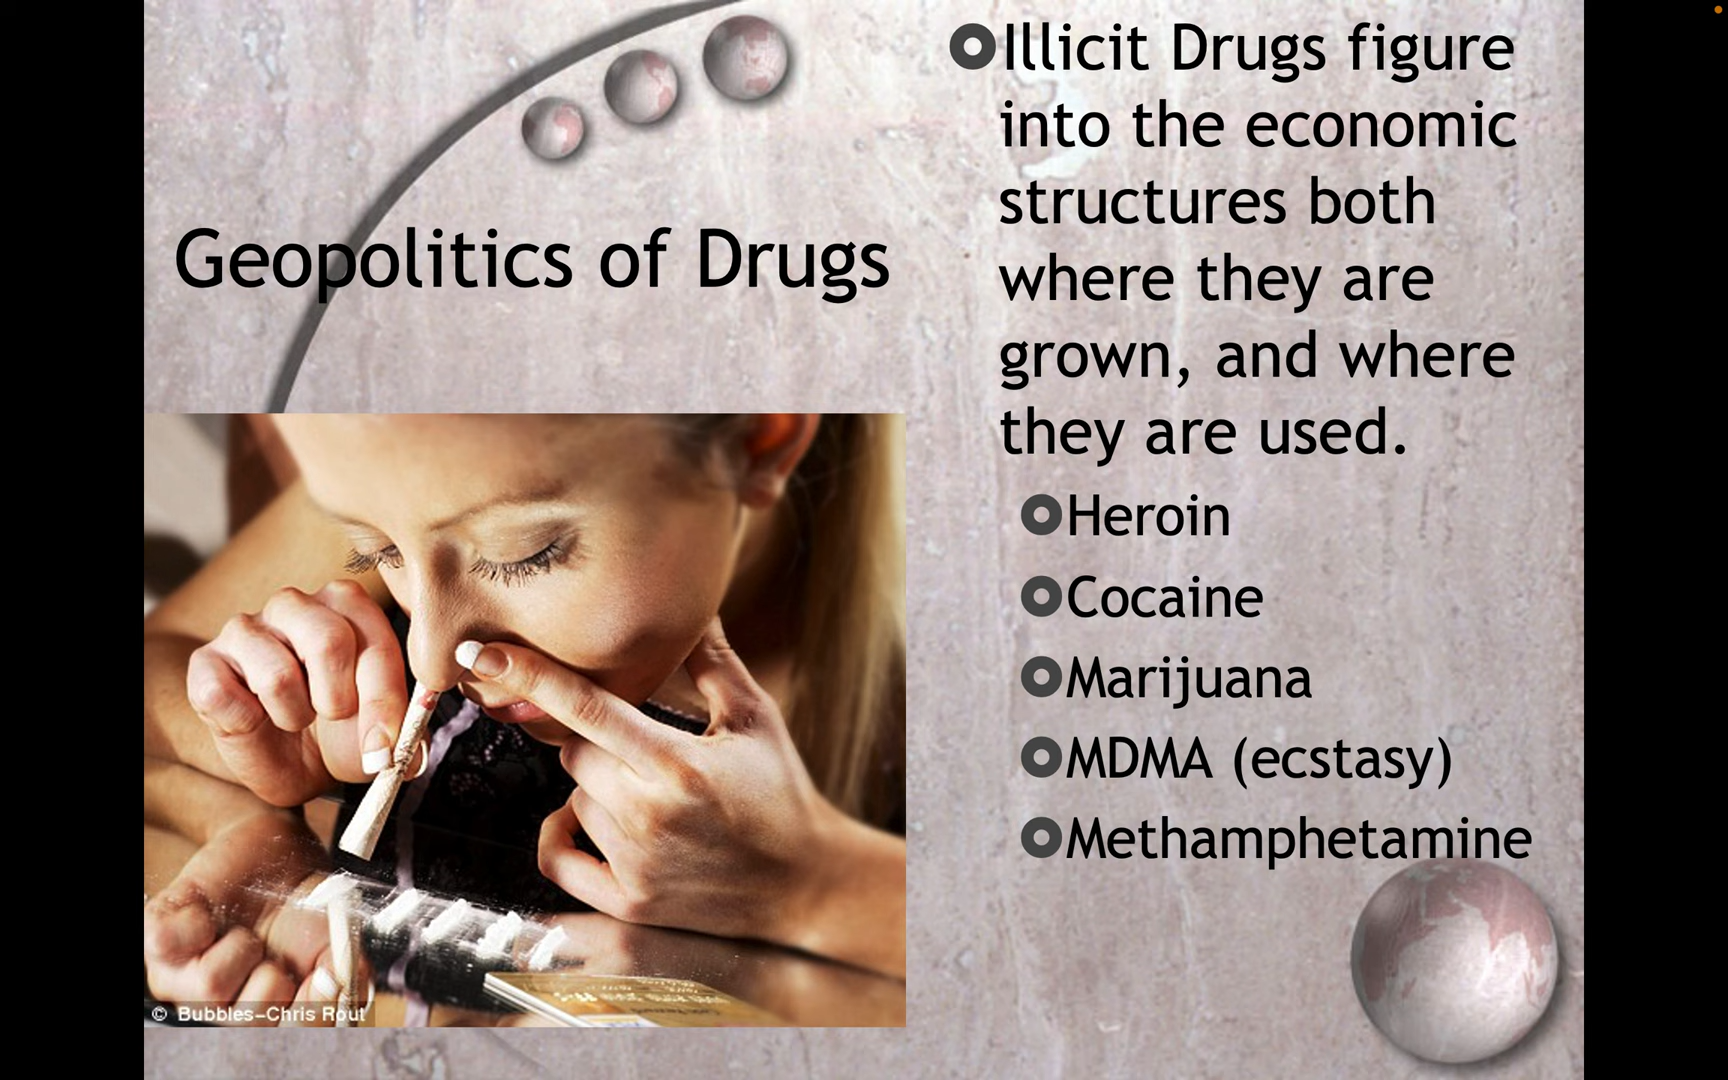 Geopolitics of Drugs
Illicit Drugs figure
into the economic
structures both
where they are
grown, and where
they are used.
Heroin
Cocaine
Marijuana
MDMA (ecstasy)
Methamphetamine
© Bubbles-Chris Rout